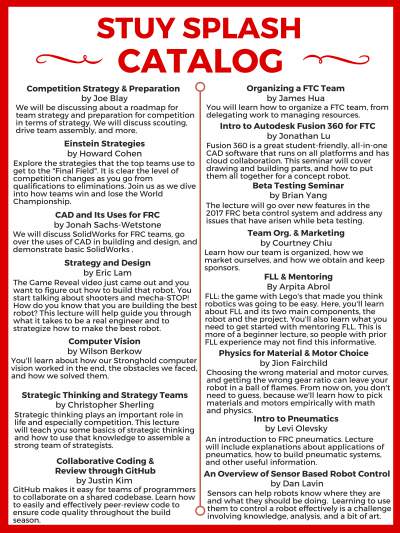 STUY SPLASH
CATALOG
Competition Strategy & Preparation
by Joe Blay
We will be discussing about a roadmap for
team strategy and preparation for competition
in terms of strategy. We will discuss scouting,
drive team assembly, and more.
Einstein Strategies
by Howard Cohen
Explore the strategies that the top teams use to
get to the "Final Field". It is clear the level of
competition changes as you go from
qualifications to eliminations. Join us as we dive
into how teams win and lose the World
Championship.
CAD and Its Uses for FRC
by Jonah Sachs-Wetstone
We will discuss SolidWorks for FRC teams, go
over the uses of CAD in building and design, and
demonstrate basic SolidWorks .
Strategy and Design
by Eric Lam
The Game Reveal video just came out and you
want to figure out how to build that robot. You
start talking about shooters and mecha-STOP!
How do you know that you are building the best
robot? This lecture will help guide you through
what it takes to be a real engineer and to
strategize how to make the best robot.
Computer Vision
by Wilson Berkow
You'll learn about how our Stronghold computer
vision worked in the end, the obstacles we faced,
and how we solved them.
Strategic Thinking and Strategy Teams
by Christopher Sherling
Strategic thinking plays an important role in
life and especially competition. This lecture
will teach you some basics of strategic thinking
and how to use that knowledge to assemble a
strong team of strategists.
Collaborative Coding &
Review through GitHub
by Justin Kim
GitHub makes it easy for teams of programmers
to collaborate on a shared codebase. Learn how
to easily and effectively peer-review code to
ensure code quality throughout the build
season.
Organizing a FTC Team
by James Hua
You will learn how to organize a FTC team, from
delegating work to managing resources.
Intro to Autodesk Fusion 360 for FTC
by Jonathan Lu
Fusion 360 is a great student-friendly, all-in-one
CAD software that runs on all platforms and has
cloud collaboration. This seminar will cover
drawing and building parts, and how to put
them all together for a concept robot.
Beta Testing Seminar
by Brian Yang
The lecture will go over new features in the
2017 FRC beta control system and address any
issues that have arisen while beta testing.
Team Org. & Marketing
by Courtney Chiu
Learn how our team is organized, how we
market ourselves, and how we obtain and keep
sponsors.
FLL & Mentoring
By Arpita Abrol
FLL: the game with Lego's that made you think
robotics was going to be easy. Here, you'll learn
about FLL and its two main components, the
robot and the project. You'll also learn what you
need to get started with mentoring FLL. This is
more of a beginner lecture, so people with prior
FLL experience may not find this informative.
Physics for Material & Motor Choice
by Jion Fairchild
Choosing the wrong material and motor curves,
and getting the wrong gear ratio can leave your
robot in a ball of flames. From now on, you don't
need to guess, because we'll learn how to pick
materials and motors empirically with math
and physics.
Intro to Pneumatics
by Levi Olevsky
An introduction to FRC pneumatics. Lecture
will include explanations about applications of
pneumatics, how to build pneumatic systems,
and other useful information.
An Overview of Sensor Based Robot Control
by Dan Lavin
Sensors can help robots know where they are
and what they should be doing. Learning to use
them to control a robot effectively is a challenge
involving knowledge, analysis, and a bit of art.